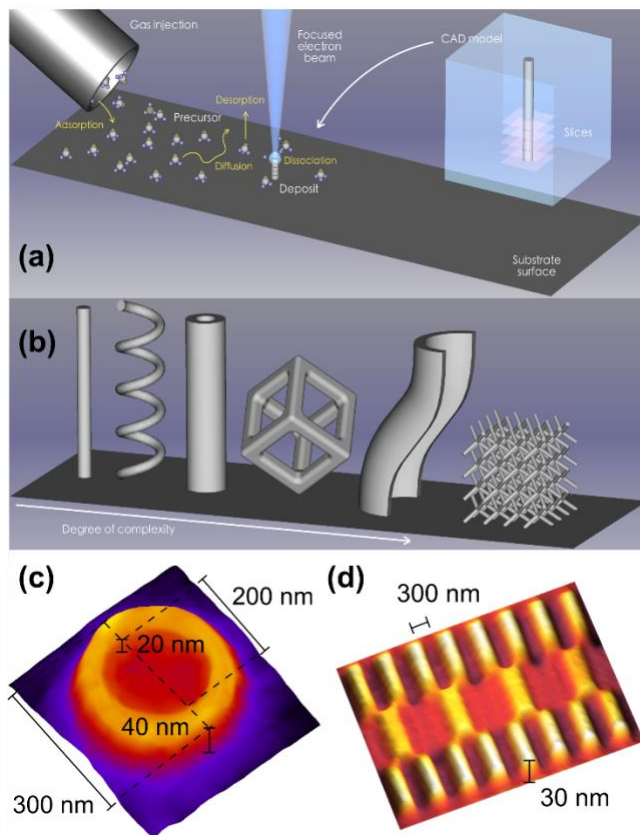 Gas injection
Focused
electron
beam
CAD model
Desorption
Precursor
Adsorption
Slices
Dissociation
Diffusion
Deposit
(a)
Substrate
surface
(b)
Degree of complexity
(c)
200 nm
20 nm
40 nm
300 nm
(d)
300 nm
30 nm